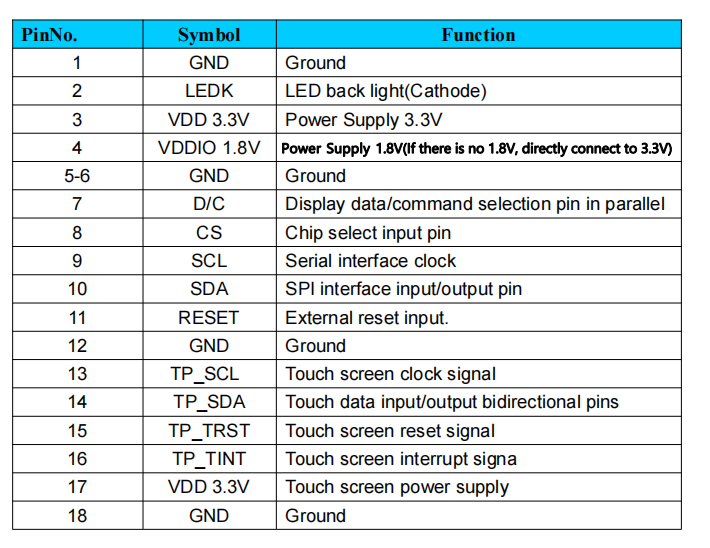 PinNo. Symbol Function
1 GND Ground
2 LEDK LED back light(Cathode)
3 VDD 3.3V Power Supply 3.3V
4 VDDIO 1.8V Power Supply 1.8V(If there is no 1.8V, directly connect to 3.3V)
5-6 GND Ground
7 D/C Display data/command selection pin in parallel
8 CS Chip select input pin
9 SCL Serial interface clock
10 SDA SPI interface input/output pin
11 RESET External reset input.
12 GND Ground
13 TP_SCL Touch screen clock signal
14 TP_SDA Touch data input/output bidirectional pins
15 TP_TRST Touch screen reset signal
16 TP_TINT Touch screen interrupt signa
17 VDD 3.3V Touch screen power supply
18 GND Ground